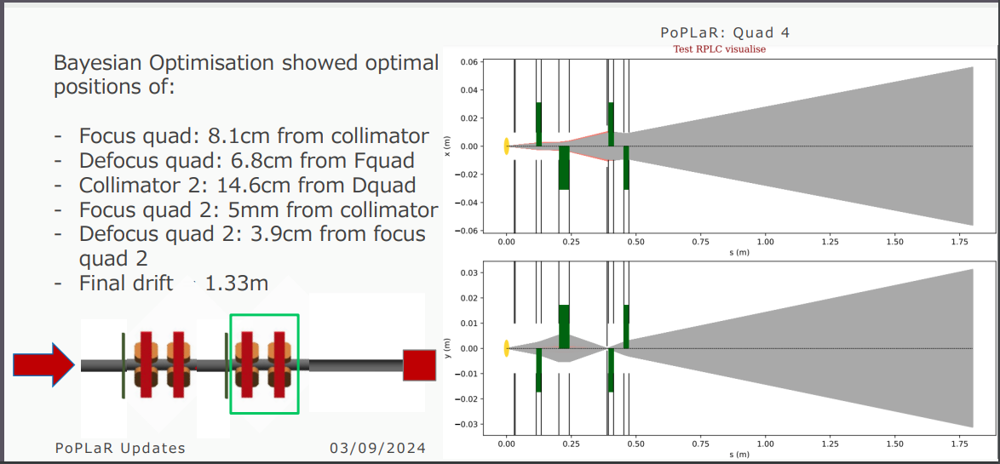 PoPLaR: Quad 4
Bayesian Optimisation showed optimal
positions of:
- Focus quad: 8.1cm from collimator
- Defocus quad: 6.8cm from Fquad
- Collimator 2: 14.6cm from Dquad
- Focus quad 2: 5mm from collimator
- Defocus quad 2: 3.9cm from focus
quad 2
- Final drift 1.33m
PoPLaR Updates
03/09/2024
Test RPLC visualise
x (m)
0.06
0.04
0.02
0.00
−0.02
−0.04
−0.06
0.00 0.25 0.50 0.75 1.00 1.25 1.50 1.75
s (m)
y (m)
0.03
0.02
0.01
0.00
−0.01
−0.02
−0.03
0.00 0.25 0.50 0.75 1.00 1.25 1.50 1.75
s (m)